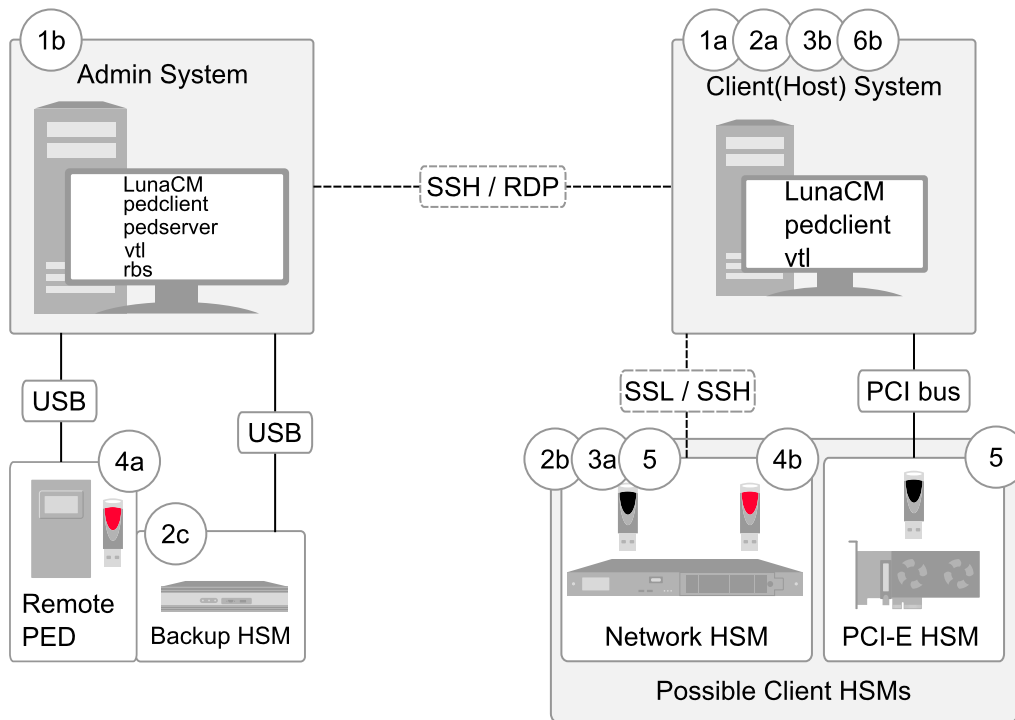 1b
Admin System
LunaCM
pedclient
pedserver
vtl
rbs
SSH / RDP
1a
2a
3b
6b
Client(Host) System
LunaCM
pedclient
vtl
USB
USB
SSL / SSH
PCI bus
4a
Remote
PED
2c
Backup HSM
2b
3a
5
4b
Network HSM
5
PCI-E HSM
Possible Client HSMs